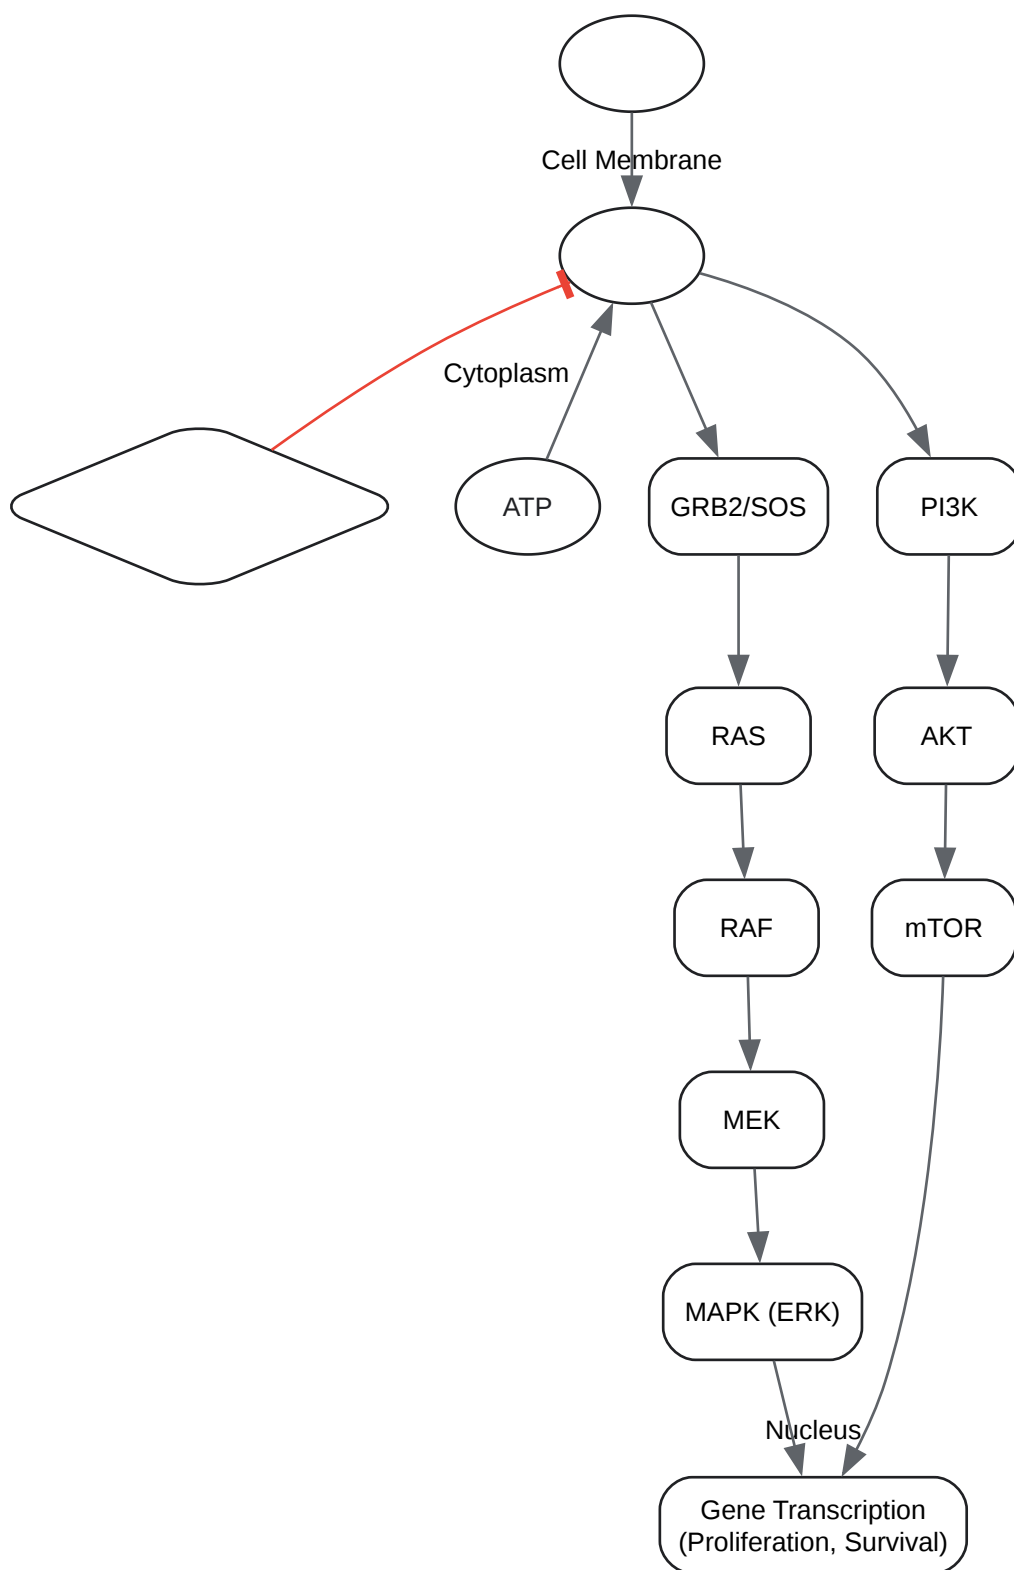 Cell Membrane
Cytoplasm
ATP
GRB2/SOS
PI3K
RAS
AKT
RAF
mTOR
MEK
MAPK (ERK)
Nucleus
Gene Transcription
(Proliferation, Survival)